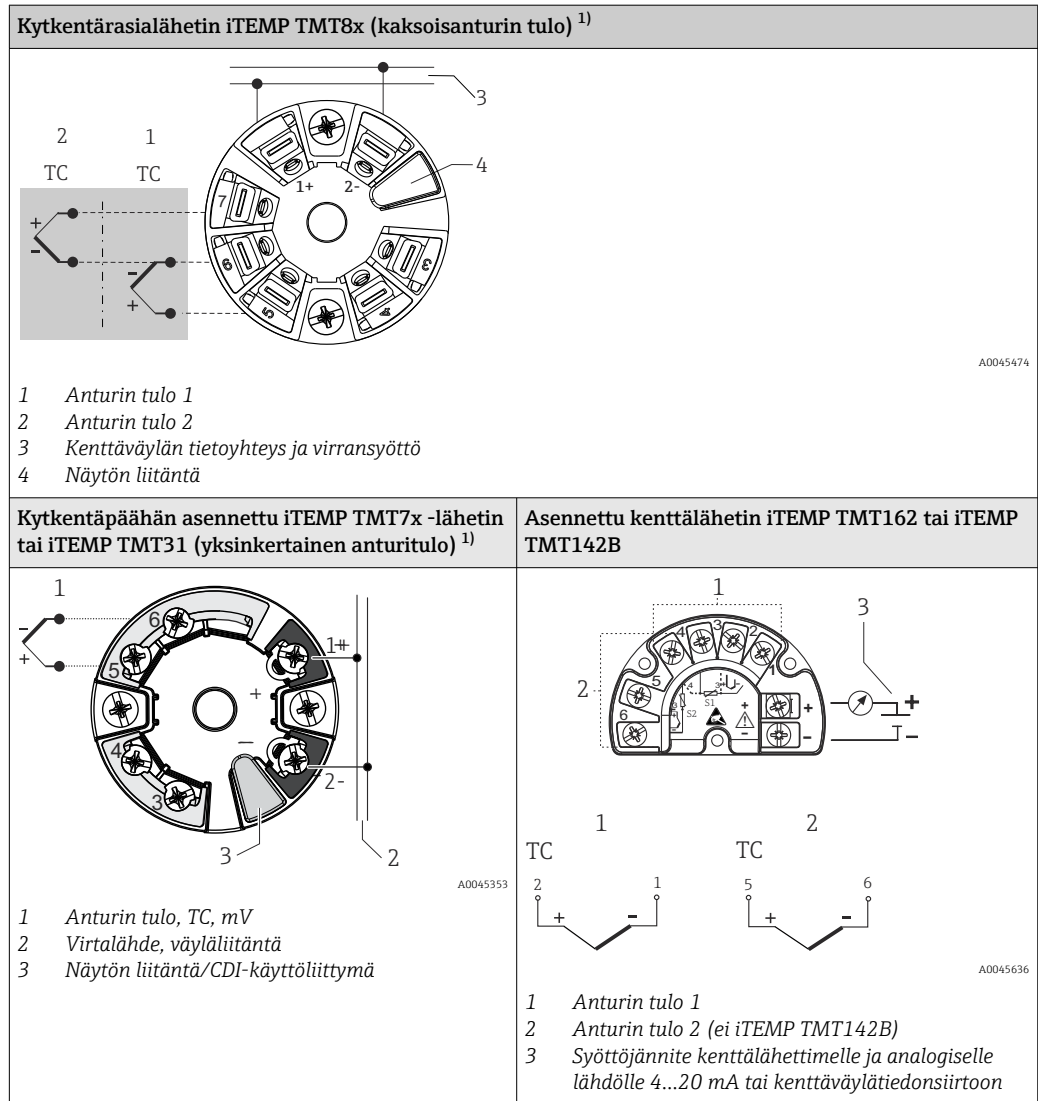 Kytkentärasialähetin iTEMP TMT8x (kaksoisanturin tulo) 1)
3
2 1
TC TC
4
1+ 2-
7
+
-
6
3
-
+
5
4
A0045474
1 Anturin tulo 1
2 Anturin tulo 2
3 Kenttäväylän tietoyhteys ja virransyöttö
4 Näytön liitäntä
Kytkentäpäähän asennettu iTEMP TMT7x -lähetin
tai iTEMP TMT31 (yksinkertainen anturitulo) 1)
1
6
-
+
1+
5
+
4
-
2-
3
3
2
A0045353
1 Anturin tulo, TC, mV
2 Virtalähde, väyläliitäntä
3 Näytön liitäntä/CDI-käyttöliittymä
Asennettu kenttälähetin iTEMP TMT162 tai iTEMP
TMT142B
1
3
4 3 2
1
5
2
6
S1
S2
+
-
+
-
+
-
1 2
TC TC
2 1 5 6
+ - + -
A0045636
1 Anturin tulo 1
2 Anturin tulo 2 (ei iTEMP TMT142B)
3 Syöttöjännite kenttälähettimelle ja analogiselle
lähdölle 4...20 mA tai kenttäväylätiedonsiirtoon